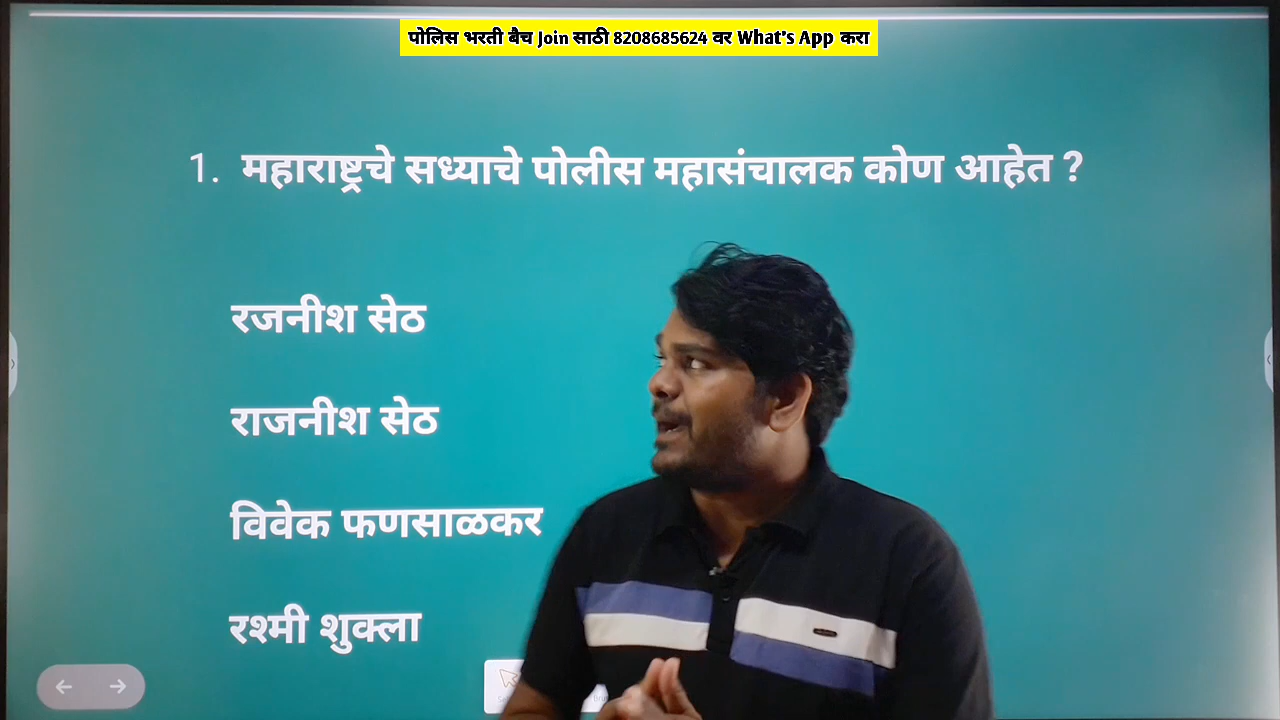 पोलिस भरती बैच Join साठी 8208685624 वर What's App करा
1. महाराष्ट्रचे सध्याचे पोलीस महासंचालक कोण आहेत ?
रजनीश सेठ
राजनीश सेठ
विवेक फणसाळकर
रश्मी शुक्ला